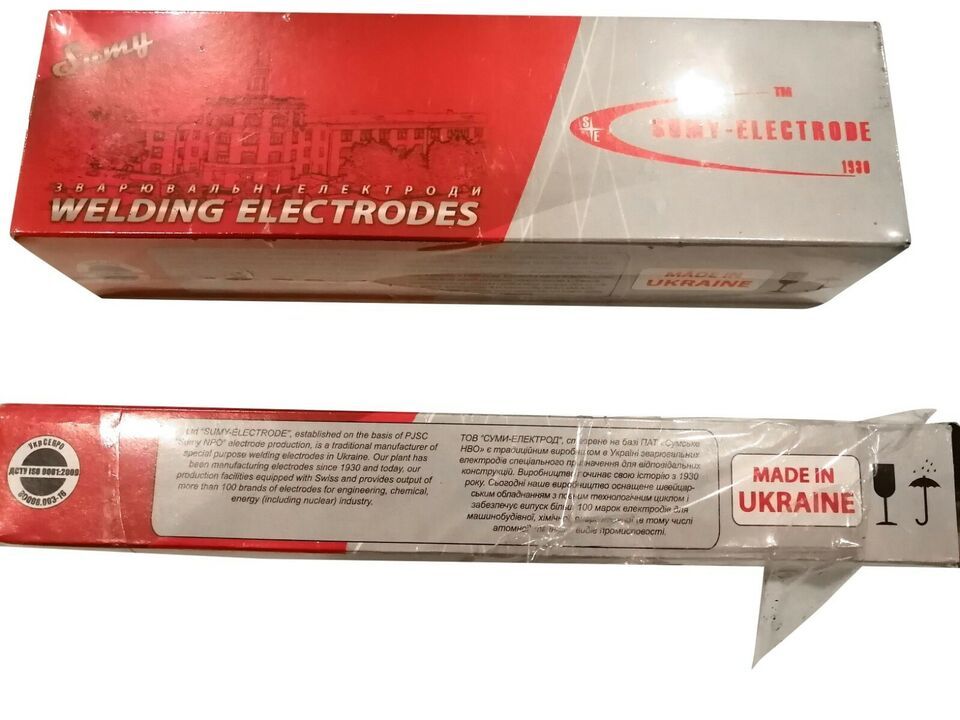 Sumy
ЗВАРЮВАЛЬНІ ЕЛЕКТРОДИ
WELDING ELECTRODES
TM
S
E
SUMY-ELECTRODE
1930
MADE IN
UKRAINE
УкрСЕПРО
ДСТУ ISO 9001:2009
Ltd "SUMY-ELECTRODE", established on the basis of PJSC
"Sumy NPO" electrode production, is a traditional manufacturer of
special purpose welding electrodes in Ukraine. Our plant has
been manufacturing electrodes since 1930 and today, our
production facilities equipped with Swiss and provides output of
more than 100 brands of electrodes for engineering, chemical,
energy (including nuclear) industry.
ТОВ "СУМИ-ЕЛЕКТРОД", створене на базі ПАТ «Сумське
НВО» є традиційним виробником в Україні зварювальних
електродів спеціального призначення для відповідальних
конструкцій. Виробництво починає свою історію з 1930
року. Сьогодні наше виробництво оснащене швейцар-
ським обладнанням з повним технологічним циклом і
забезпечує випуск більш 100 марок електродів для
машинобудівної, хімічної, (в тому числі
атомної видів промисловості.
MADE IN
UKRAINE